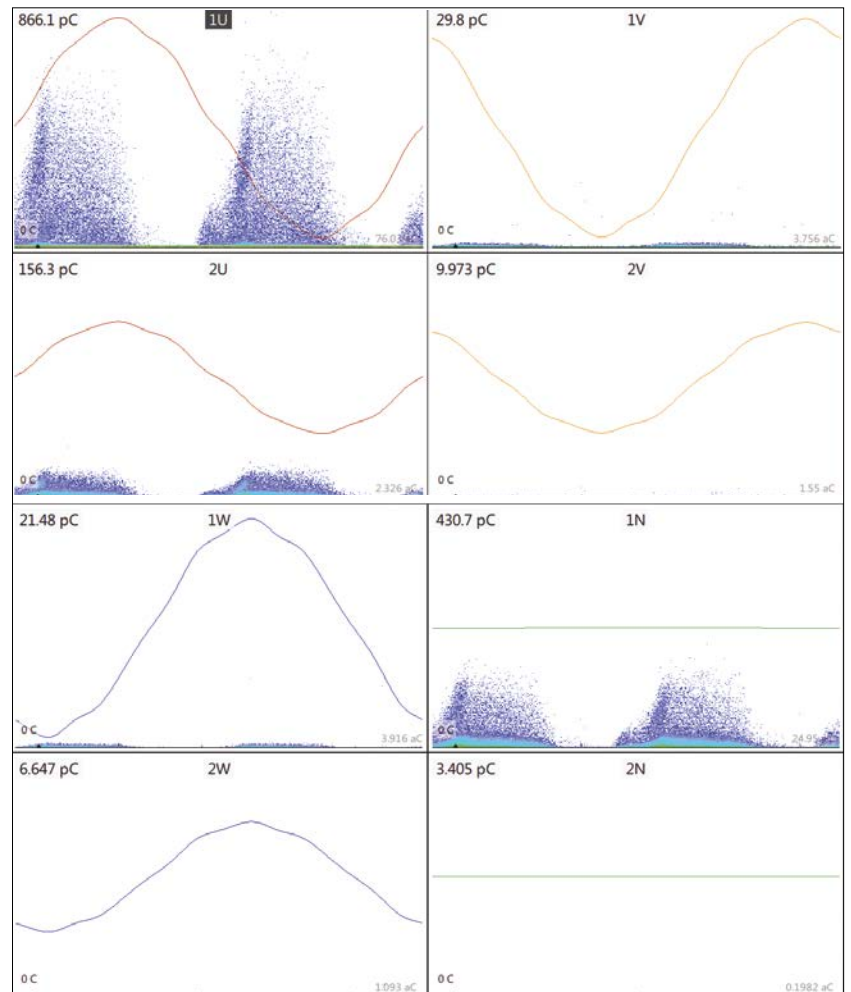 866.1 pC 1U
0 C
29.8 pC 1V
0 C 3.756 aC
156.3 pC 2U
0 C 2.326 aC
9.973 pC 2V
0 C 1.55 aC
21.48 pC 1W
0 C 3.916 aC
430.7 pC 1N
0 C 24.95
6.647 pC 2W
0 C 1.093 aC
3.405 pC 2N
0 C 0.1982 aC